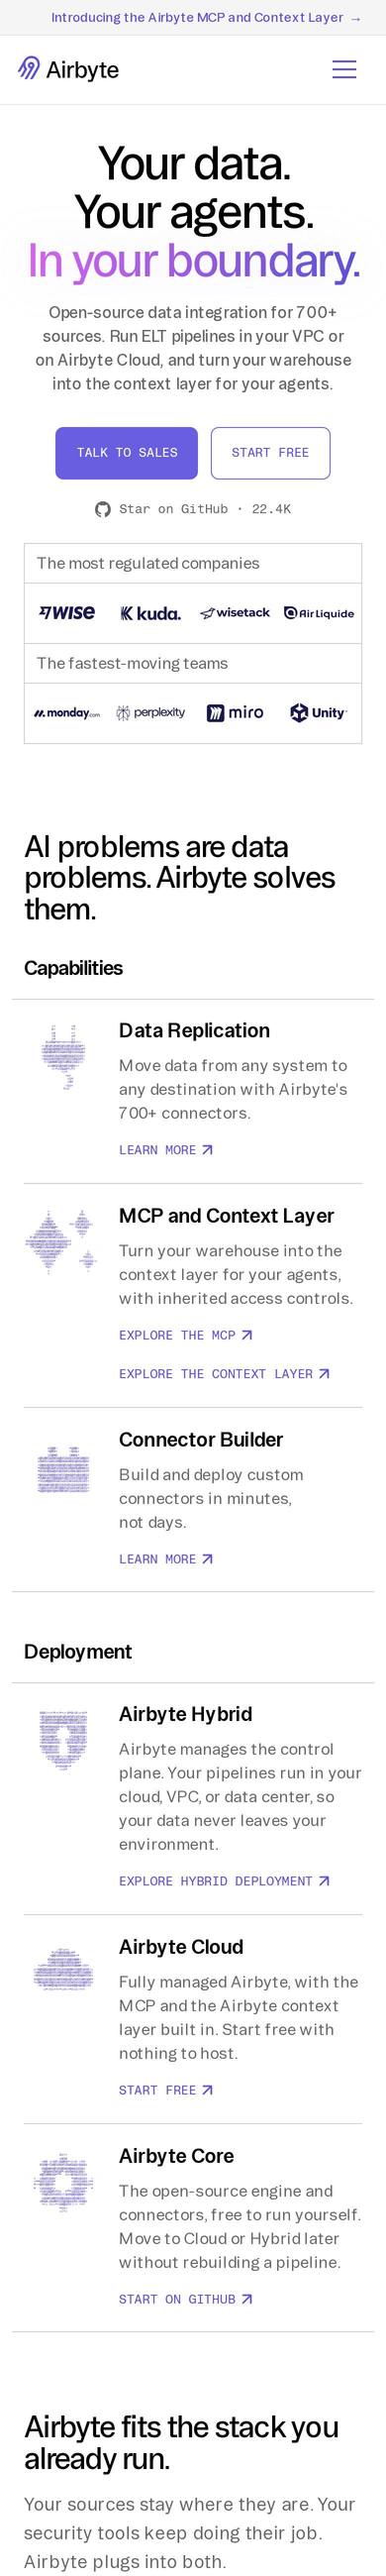 Introducing the Airbyte MCP and Context Layer →
Airbyte
Your data.
Your agents.
In your boundary.
Open-source data integration for 700+
sources. Run ELT pipelines in your VPC or
on Airbyte Cloud, and turn your warehouse
into the context layer for your agents.
TALK TO SALES
START FREE
Star on GitHub · 22.4K
The most regulated companies
WISE kuda. wisetack Air Liquide
The fastest-moving teams
monday.com perplexity miro Unity
AI problems are data
problems. Airbyte solves
them.
Capabilities
Data Replication
Move data from any system to
any destination with Airbyte's
700+ connectors.
LEARN MORE
MCP and Context Layer
Turn your warehouse into the
context layer for your agents,
with inherited access controls.
EXPLORE THE MCP
EXPLORE THE CONTEXT LAYER
Connector Builder
Build and deploy custom
connectors in minutes,
not days.
LEARN MORE
Deployment
Airbyte Hybrid
Airbyte manages the control
plane. Your pipelines run in your
cloud, VPC, or data center, so
your data never leaves your
environment.
EXPLORE HYBRID DEPLOYMENT
Airbyte Cloud
Fully managed Airbyte, with the
MCP and the Airbyte context
layer built in. Start free with
nothing to host.
START FREE
Airbyte Core
The open-source engine and
connectors, free to run yourself.
Move to Cloud or Hybrid later
without rebuilding a pipeline.
START ON GITHUB
Airbyte fits the stack you
already run.
Your sources stay where they are. Your
security tools keep doing their job.
Airbyte plugs into both.